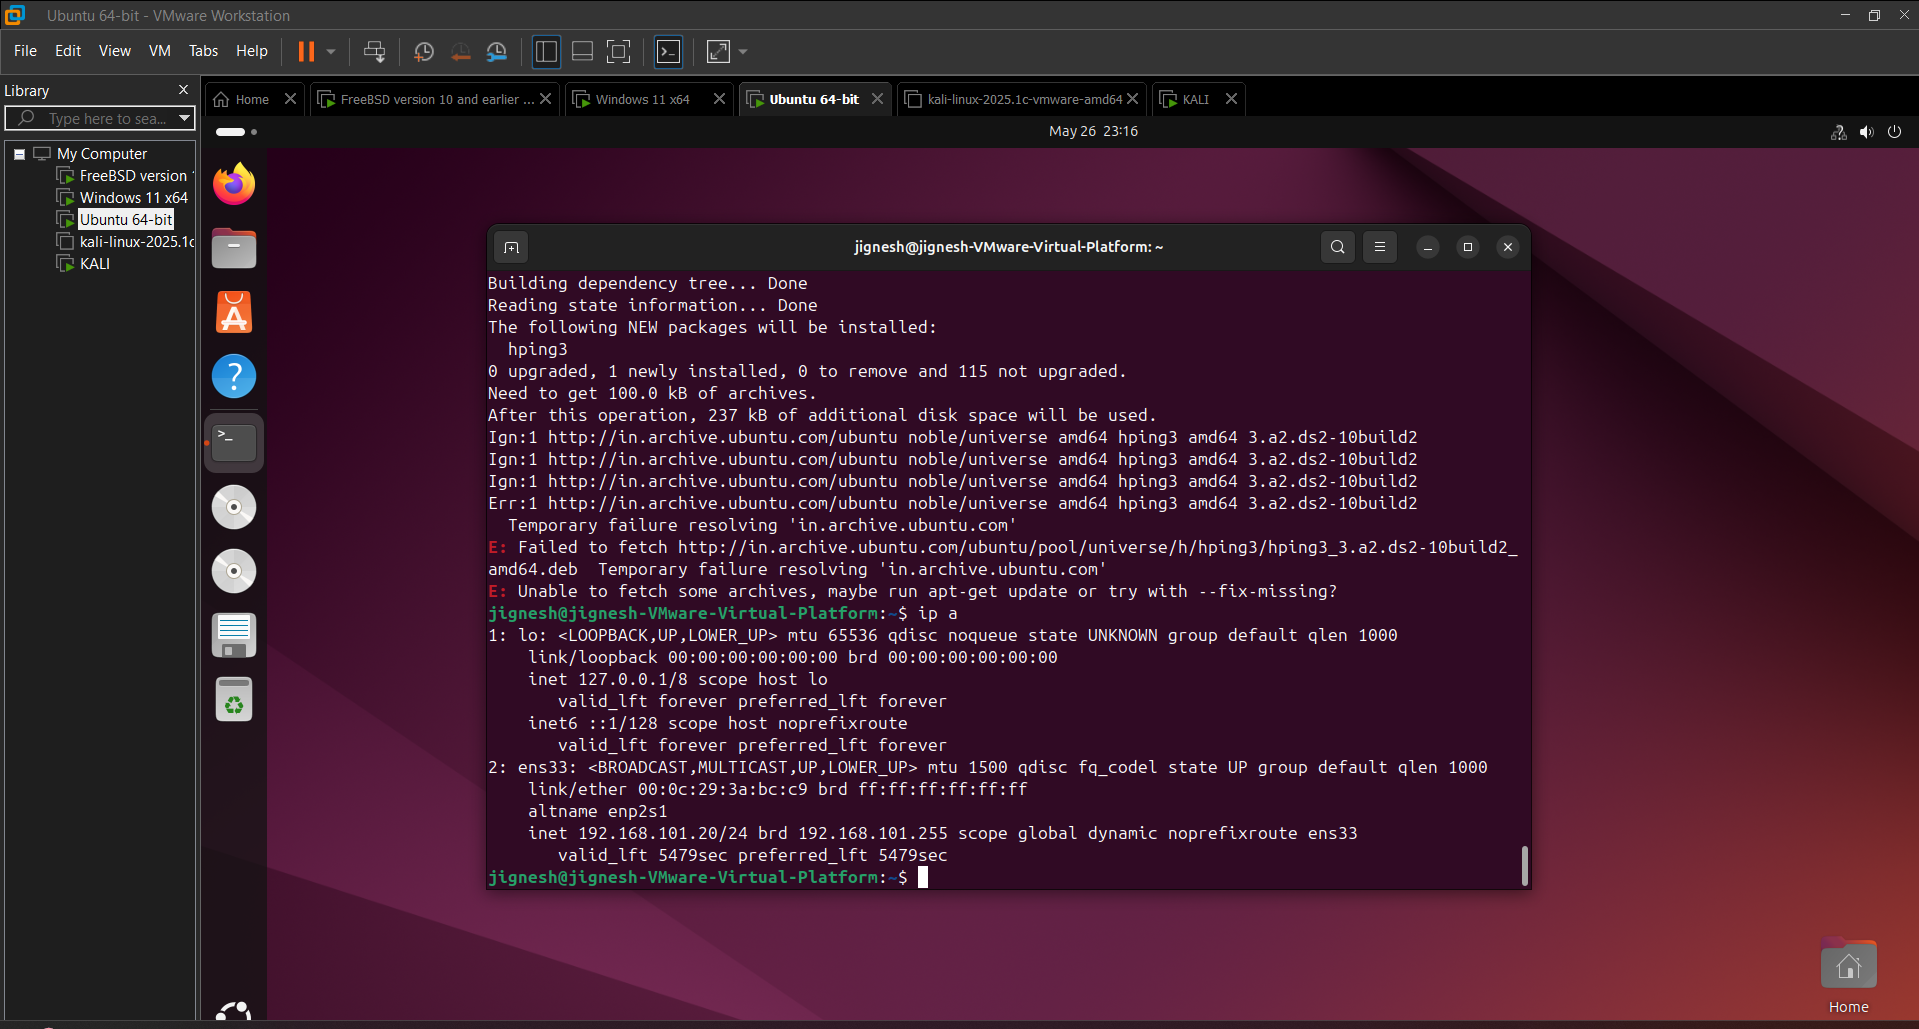 Ubuntu 64-bit - VMware Workstation
File Edit View VM Tabs Help
Library
Type here to sea...
My Computer
FreeBSD version
Windows 11 x64
Ubuntu 64-bit
kali-linux-2025.1c
KALI
Home
FreeBSD version 10 and earlier ...
Windows 11 x64
Ubuntu 64-bit
kali-linux-2025.1c-vmware-amd64
KALI
May 26 23:16
jignesh@jignesh-VMware-Virtual-Platform: ~
Building dependency tree... Done
Reading state information... Done
The following NEW packages will be installed:
hping3
0 upgraded, 1 newly installed, 0 to remove and 115 not upgraded.
Need to get 100.0 kB of archives.
After this operation, 237 kB of additional disk space will be used.
Ign:1 http://in.archive.ubuntu.com/ubuntu noble/universe amd64 hping3 amd64 3.a2.ds2-10build2
Ign:1 http://in.archive.ubuntu.com/ubuntu noble/universe amd64 hping3 amd64 3.a2.ds2-10build2
Ign:1 http://in.archive.ubuntu.com/ubuntu noble/universe amd64 hping3 amd64 3.a2.ds2-10build2
Err:1 http://in.archive.ubuntu.com/ubuntu noble/universe amd64 hping3 amd64 3.a2.ds2-10build2
Temporary failure resolving 'in.archive.ubuntu.com'
E: Failed to fetch http://in.archive.ubuntu.com/ubuntu/pool/universe/h/hping3/hping3_3.a2.ds2-10build2_
amd64.deb Temporary failure resolving 'in.archive.ubuntu.com'
E: Unable to fetch some archives, maybe run apt-get update or try with --fix-missing?
jignesh@jignesh-VMware-Virtual-Platform:~$ ip a
1: lo: <LOOPBACK,UP,LOWER_UP> mtu 65536 qdisc noqueue state UNKNOWN group default qlen 1000
link/loopback 00:00:00:00:00:00 brd 00:00:00:00:00:00
inet 127.0.0.1/8 scope host lo
valid_lft forever preferred_lft forever
inet6 ::1/128 scope host noprefixroute
valid_lft forever preferred_lft forever
2: ens33: <BROADCAST,MULTICAST,UP,LOWER_UP> mtu 1500 qdisc fq_codel state UP group default qlen 1000
link/ether 00:0c:29:3a:bc:c9 brd ff:ff:ff:ff:ff:ff
altname enp2s1
inet 192.168.101.20/24 brd 192.168.101.255 scope global dynamic noprefixroute ens33
valid_lft 5479sec preferred_lft 5479sec
jignesh@jignesh-VMware-Virtual-Platform:~$
Home